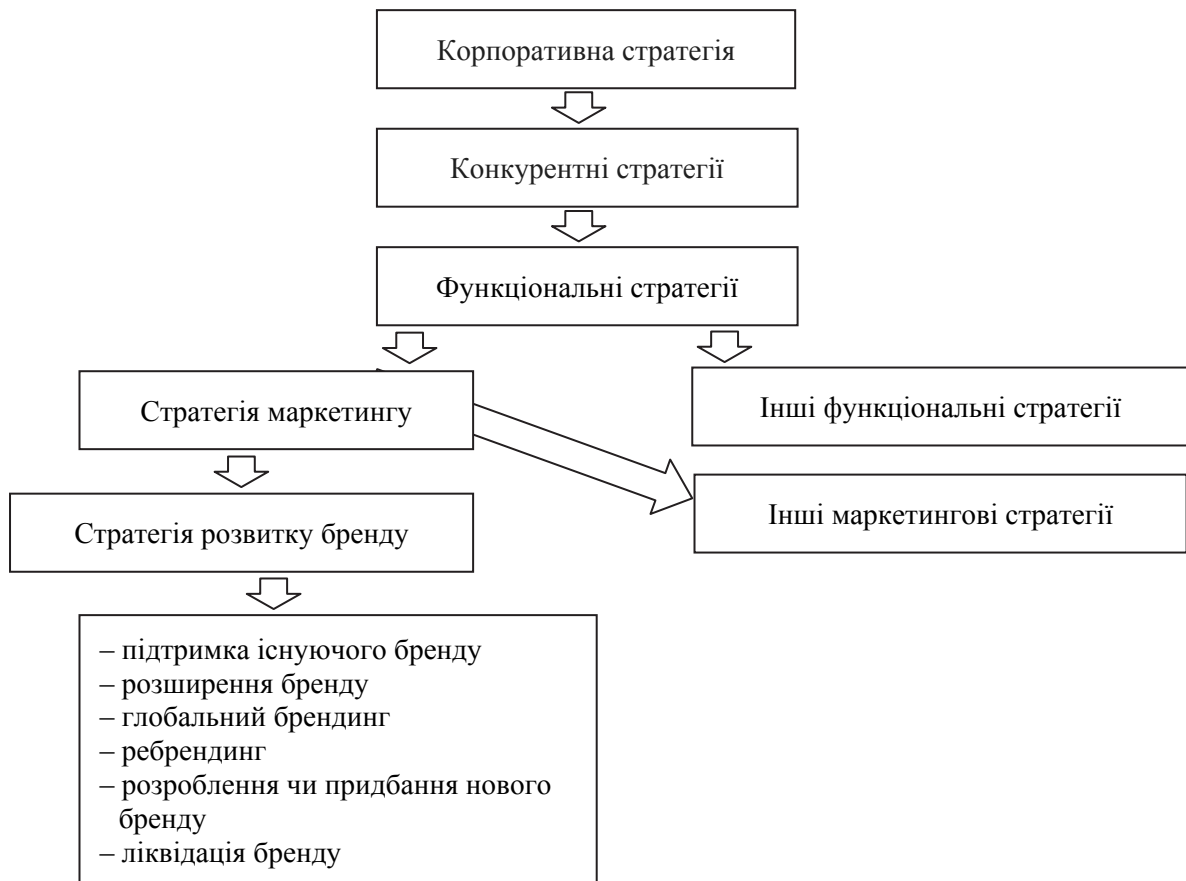 Корпоративна стратегія
Конкурентні стратегії
Функціональні стратегії
Стратегія маркетингу
Інші функціональні стратегії
Стратегія розвитку бренду
Інші маркетингові стратегії
– підтримка існуючого бренду
– розширення бренду
– глобальний брендинг
– ребрендинг
– розроблення чи придбання нового
бренду
– ліквідація бренду